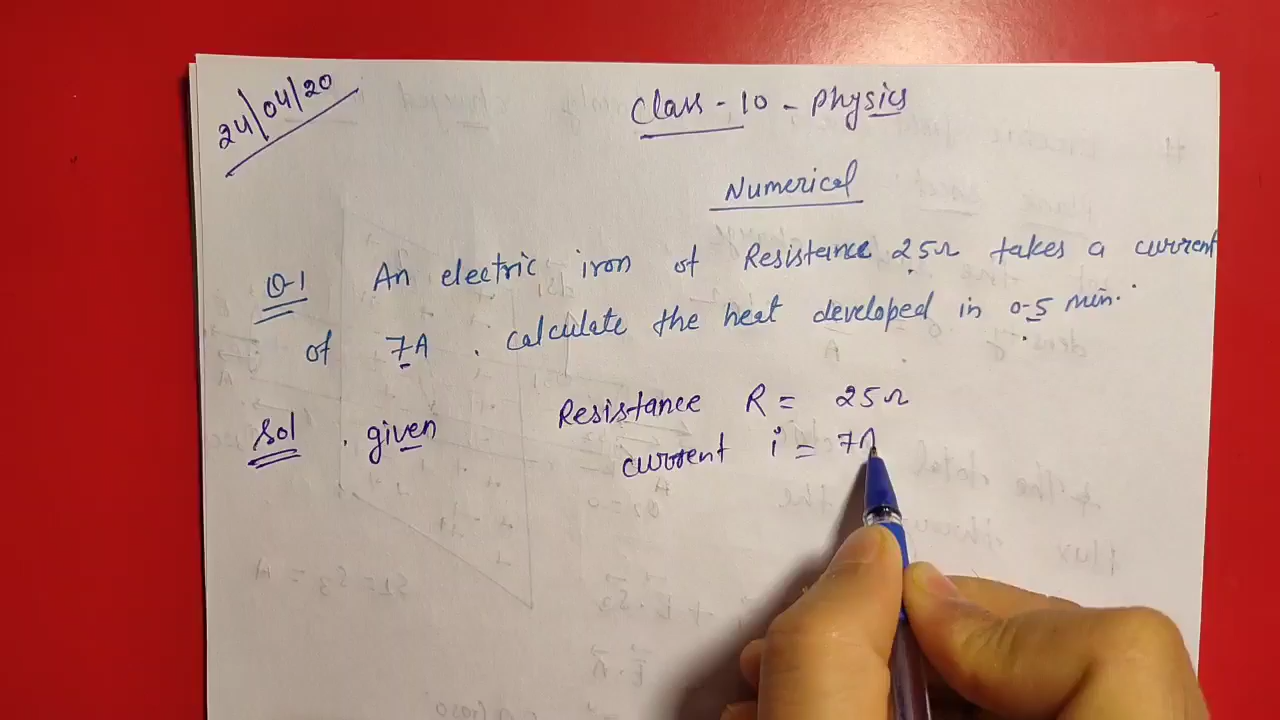 24/04/20
Class - 10 - Physics
Numerical
Q-1 An electric iron of Resistance 25Ω takes a current
of 7A . calculate the heat developed in 0.5 min.
Sol . given Resistance R = 25Ω
current i = 7A